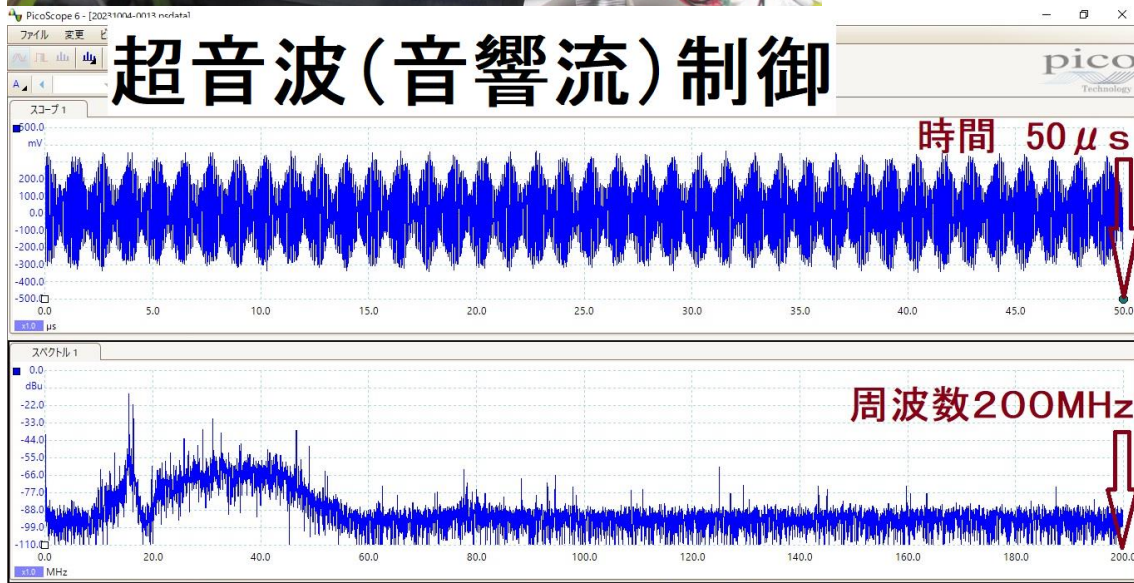 PicoScope 6 - [20231004-0013.psdata]
ファイル 変更
超音波(音響流)制御
pico
Technology
A
スコープ 1
時間 50μs
500.0
mV
200.0
100.0
0.0
-100.0
-200.0
-300.0
-400.0
-500.0
0.0 5.0 10.0 15.0 20.0 25.0 30.0 35.0 40.0 45.0 50.0
x1.0 μs
スペクトル 1
0.0
dBu
周波数200MHz
-22.0
-33.0
-44.0
-55.0
-66.0
-77.0
-88.0
-99.0
-110.0
0.0 20.0 40.0 60.0 80.0 100.0 120.0 140.0 160.0 180.0 200.0
x1.0 MHz